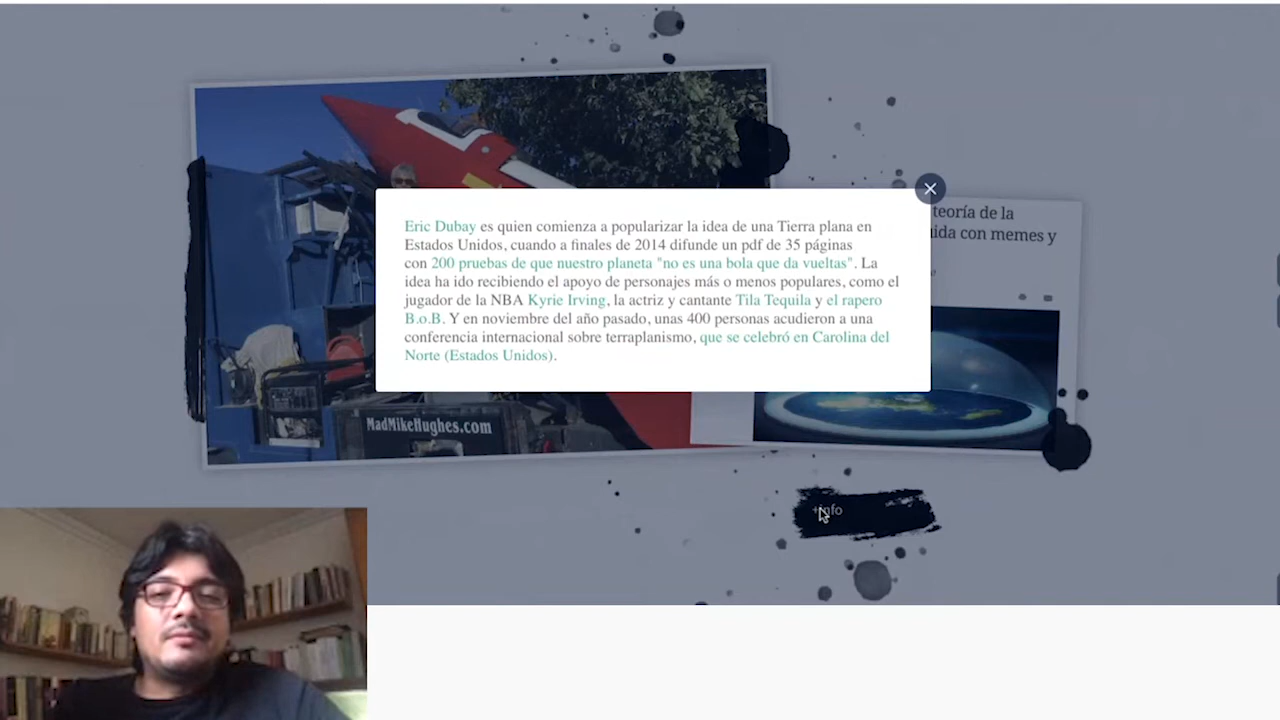 Eric Dubay es quien comienza a popularizar la idea de una Tierra plana en
Estados Unidos, cuando a finales de 2014 difunde un pdf de 35 páginas
con 200 pruebas de que nuestro planeta "no es una bola que da vueltas". La
idea ha ido recibiendo el apoyo de personajes más o menos populares, como el
jugador de la NBA Kyrie Irving, la actriz y cantante Tila Tequila y el rapero
B.o.B. Y en noviembre del año pasado, unas 400 personas acudieron a una
conferencia internacional sobre terraplanismo, que se celebró en Carolina del
Norte (Estados Unidos).
teoría de la
ida con memes y
MadMikeHughes.com
+info